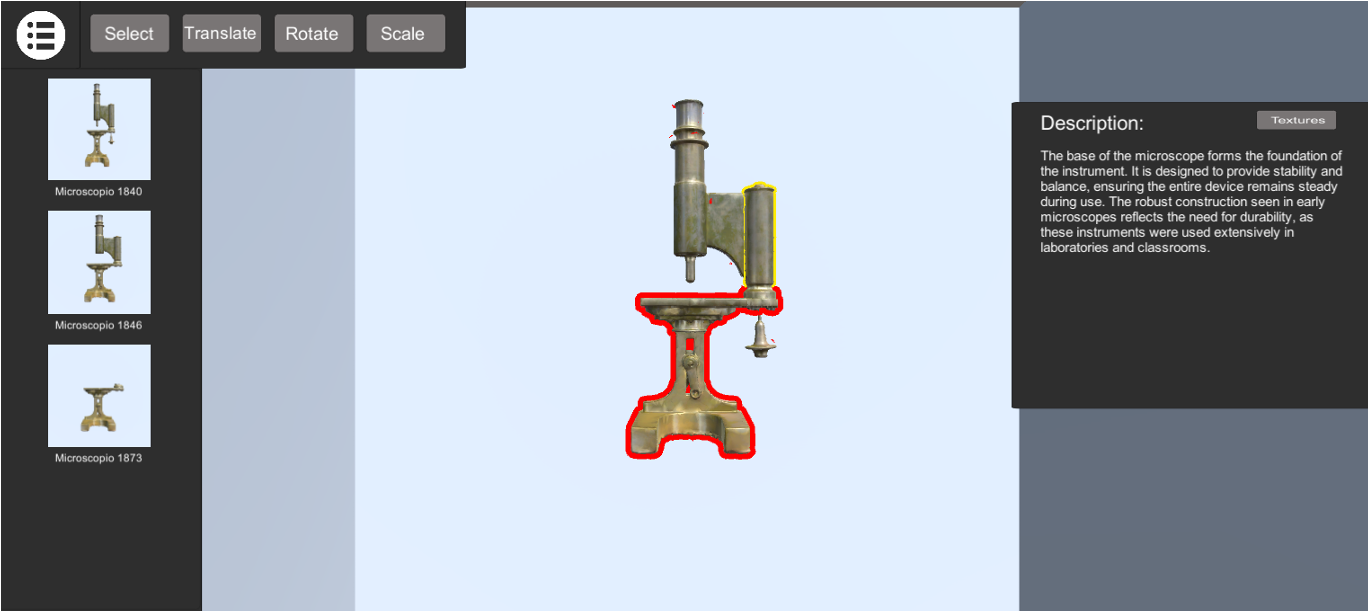 Select
Translate
Rotate
Scale
Microscopio 1840
Microscopio 1846
Microscopio 1873
Description:
Textures
The base of the microscope forms the foundation of
the instrument. It is designed to provide stability and
balance, ensuring the entire device remains steady
during use. The robust construction seen in early
microscopes reflects the need for durability, as
these instruments were used extensively in
laboratories and classrooms.